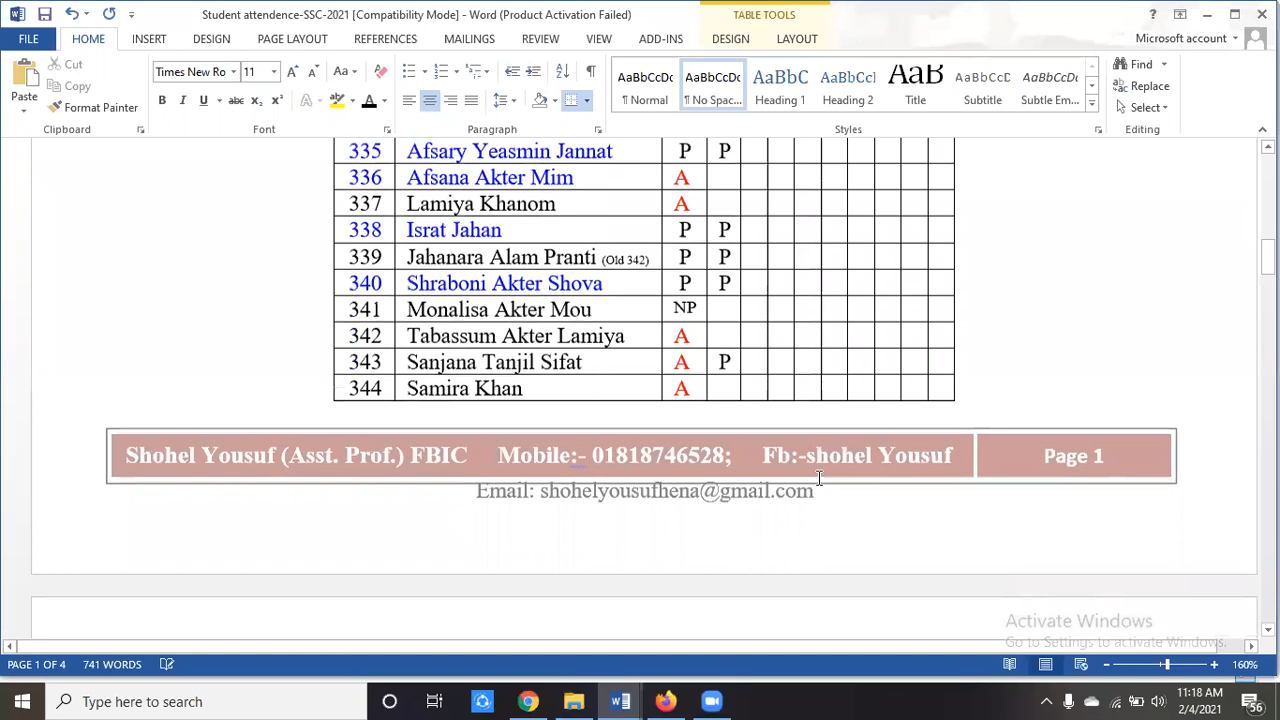 Student attendence-SSC-2021 [Compatibility Mode] - Word (Product Activation Failed)
TABLE TOOLS
FILE HOME INSERT DESIGN PAGE LAYOUT REFERENCES MAILINGS REVIEW VIEW ADD-INS DESIGN LAYOUT Microsoft account
Paste
Cut
Copy
Format Painter
Clipboard
Times New Ro 11
Font
Paragraph
AaBbCcDc AaBbCcDc AaBbC AaBbCc AaB AaBbCcD AaBbCcDc
¶ Normal ¶ No Spac... Heading Heading 2 Title Subtitle Subtle Em...
Styles
Find
Replace
Select
Editing
335 Afsary Yeasmin Jannat P P
336 Afsana Akter Mim A
337 Lamiya Khanom A
338 Israt Jahan P P
339 Jahanara Alam Pranti (Old 342) P P
340 Shraboni Akter Shova P P
341 Monalisa Akter Mou NP
342 Tabassum Akter Lamiya A
343 Sanjana Tanjil Sifat A P
344 Samira Khan A
Shohel Yousuf (Asst. Prof.) FBIC Mobile:- 01818746528; Fb:-shohel Yousuf Page 1
Email: shohelyousufhena@gmail.com
Activate Windows
Go to Settings to activate Windows.
PAGE 1 OF 4 741 WORDS 160%
Type here to search
11:18 AM
2/4/2021
56